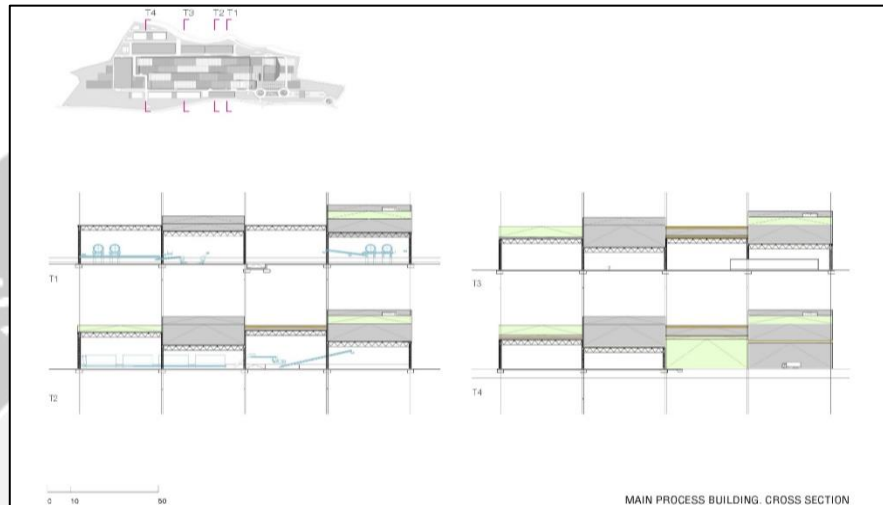 T4 T3 T2 T1
T1
T3
T2
T4
0 10 50
MAIN PROCESS BUILDING. CROSS SECTION